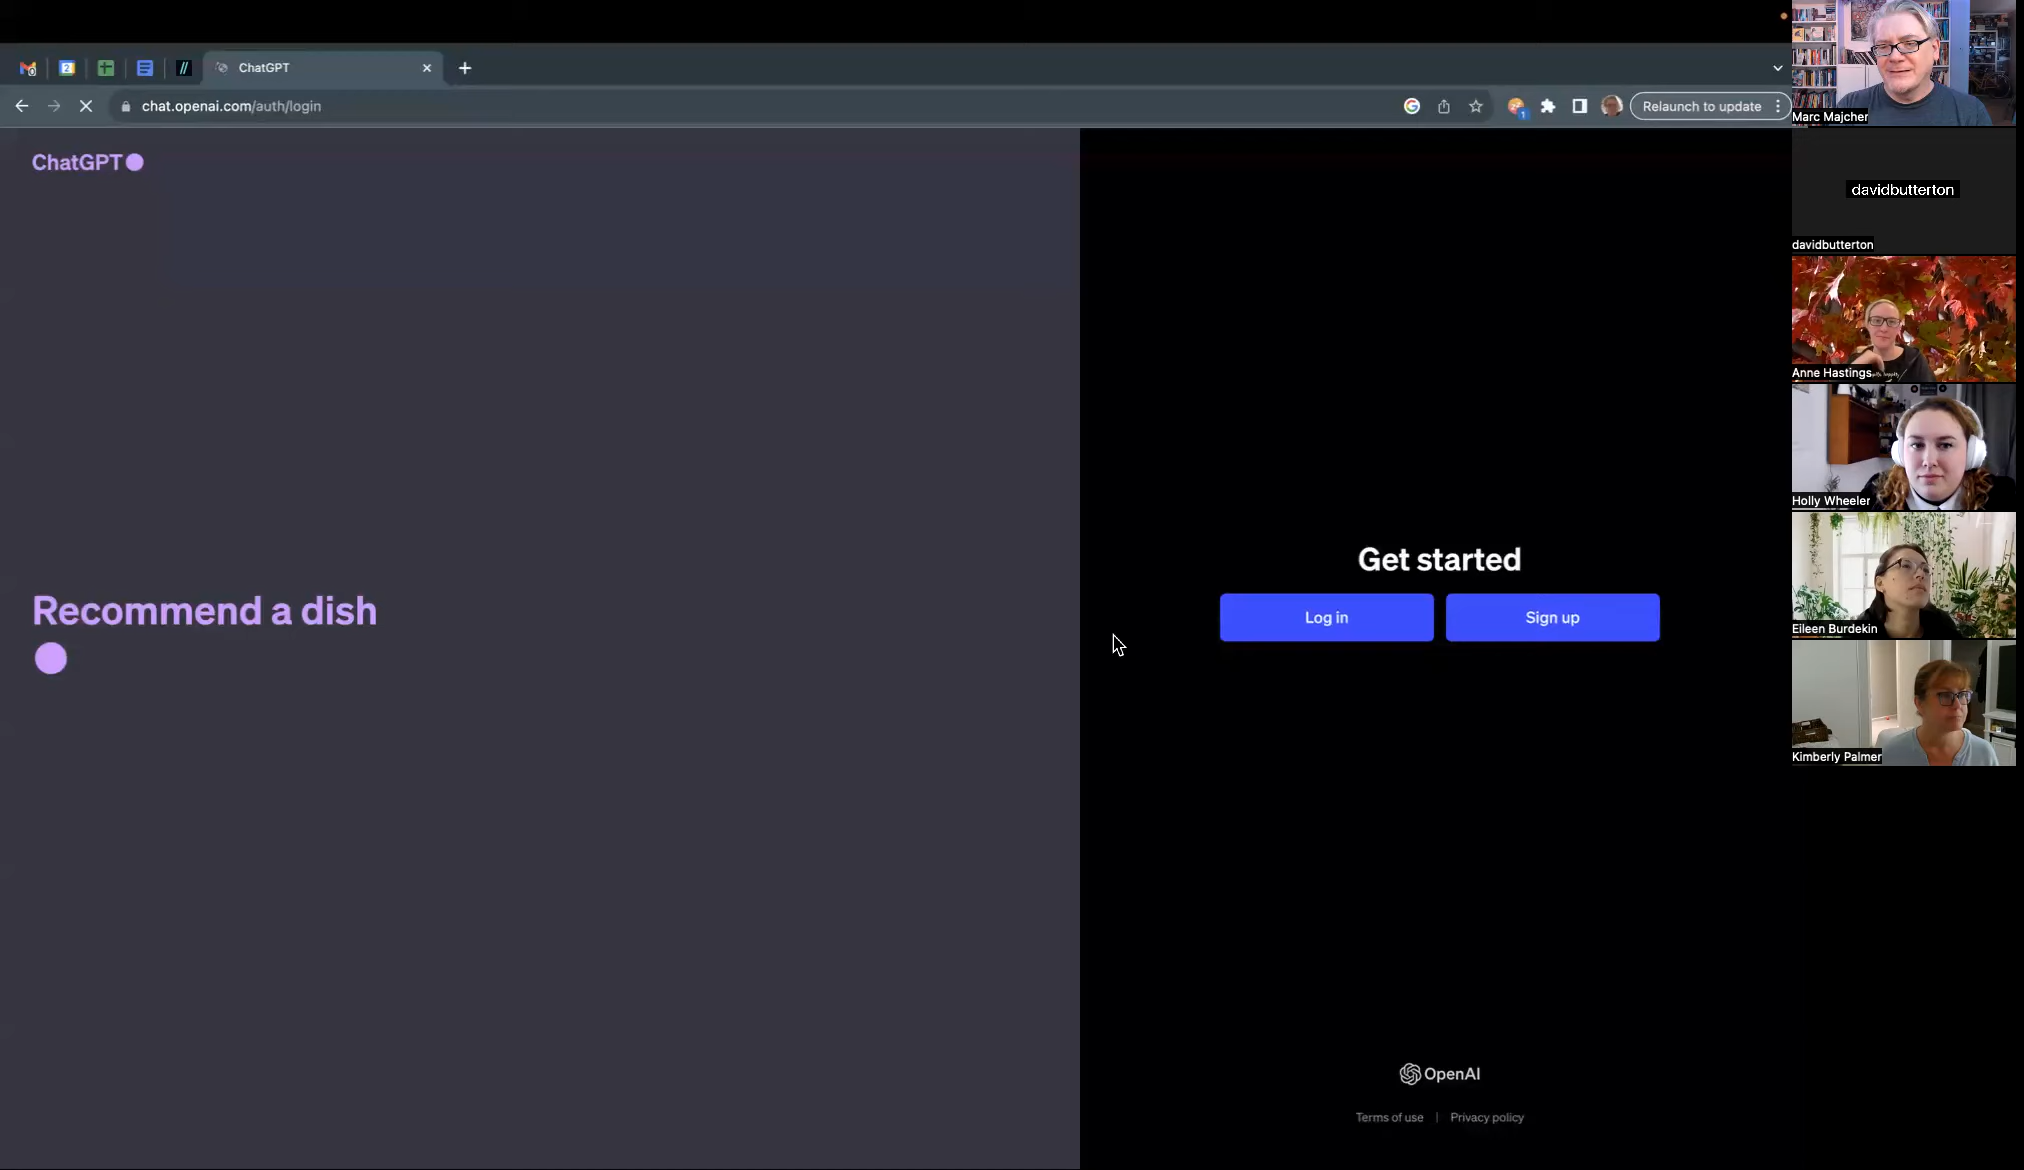 ChatGPT
chat.openai.com/auth/login
Relaunch to update
ChatGPT
Recommend a dish
Get started
Log in
Sign up
OpenAI
Terms of use | Privacy policy
Marc Majcher
davidbutterton
davidbutterton
Anne Hastings
Holly Wheeler
Eileen Burdekin
Kimberly Palmer